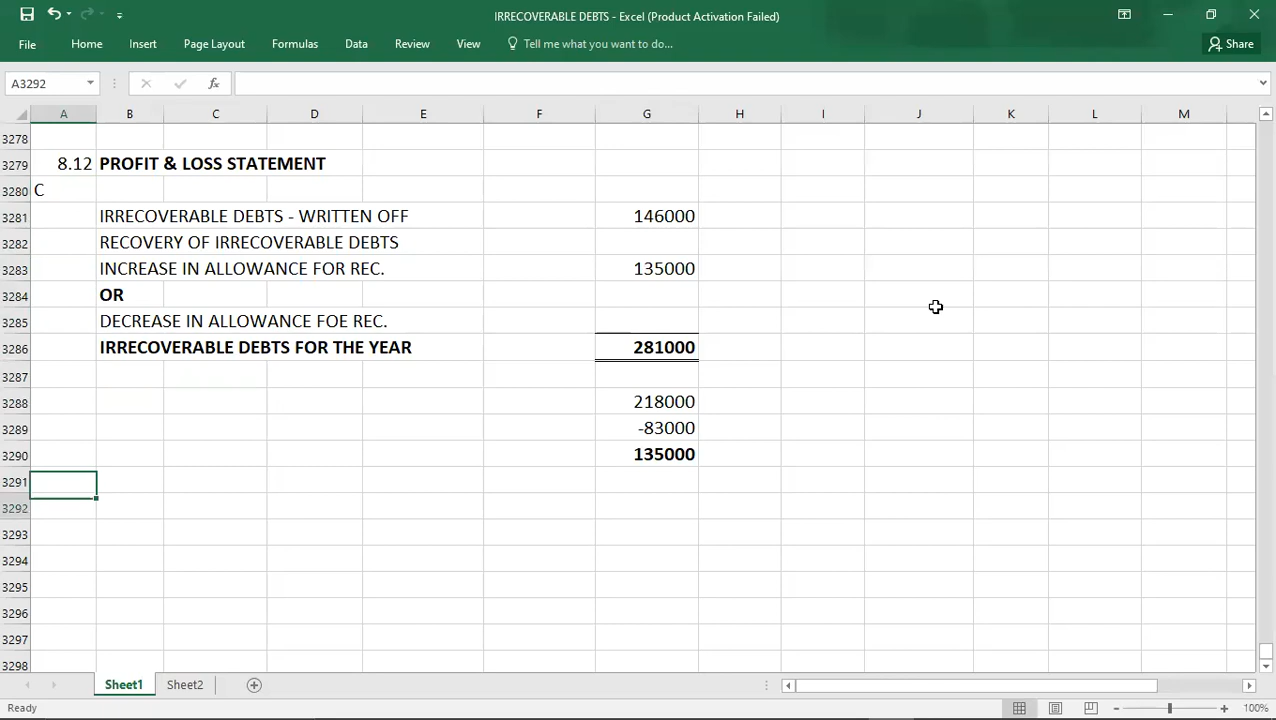 IRRECOVERABLE DEBTS - Excel (Product Activation Failed)
File Home Insert Page Layout Formulas Data Review View Tell me what you want to do... Share
A3292 fx
A B C D E F G H I J K L M
3278
3279 8.12 PROFIT & LOSS STATEMENT
3280 C
3281 IRRECOVERABLE DEBTS - WRITTEN OFF 146000
3282 RECOVERY OF IRRECOVERABLE DEBTS
3283 INCREASE IN ALLOWANCE FOR REC. 135000
3284 OR
3285 DECREASE IN ALLOWANCE FOE REC.
3286 IRRECOVERABLE DEBTS FOR THE YEAR 281000
3287
3288 218000
3289 -83000
3290 135000
3291
3292
3293
3294
3295
3296
3297
3298
Sheet1 Sheet2
Ready 100%